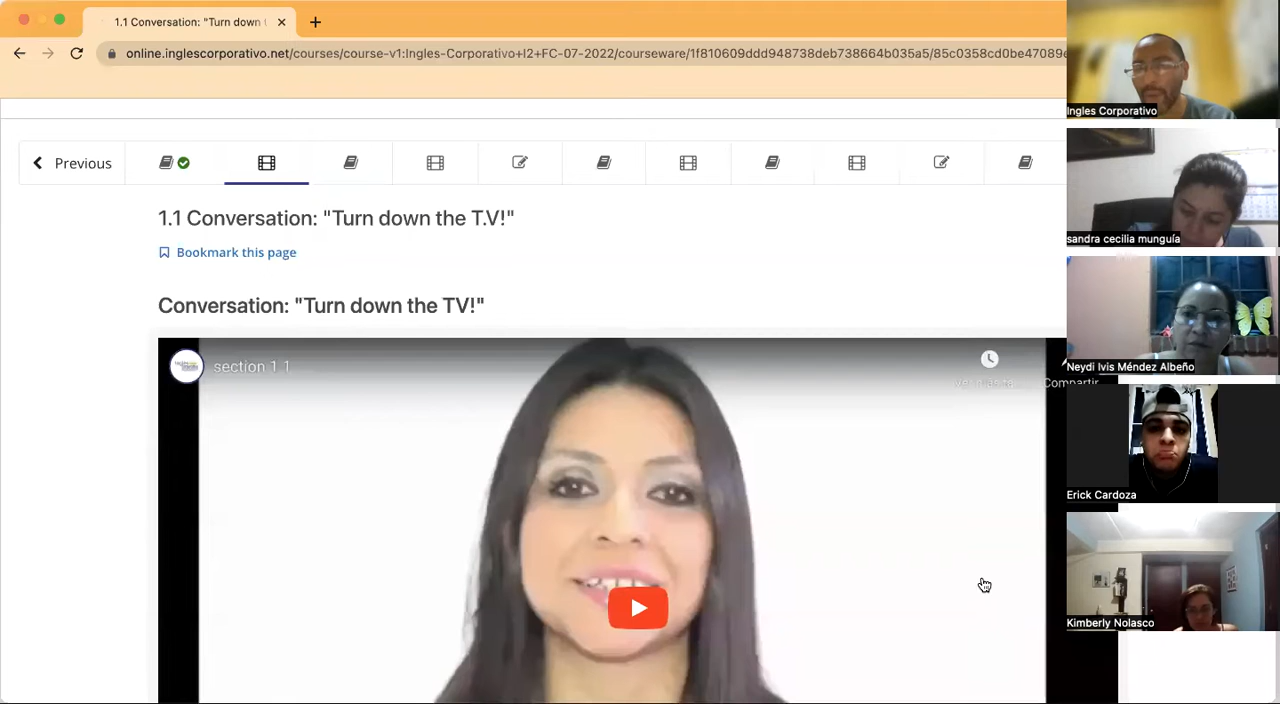 1.1 Conversation: "Turn down t
online.inglescorporativo.net/courses/course-v1:Ingles-Corporativo+I2+FC-07-2022/courseware/1f810609ddd948738deb738664b035a5/85c0358cd0be47089e
Previous
1.1 Conversation: "Turn down the T.V!"
Bookmark this page
Conversation: "Turn down the TV!"
section 1 1
Compartir
Ingles Corporativo
sandra cecilia munguía
Neydi Ivis Méndez Albeño
Erick Cardoza
Kimberly Nolasco